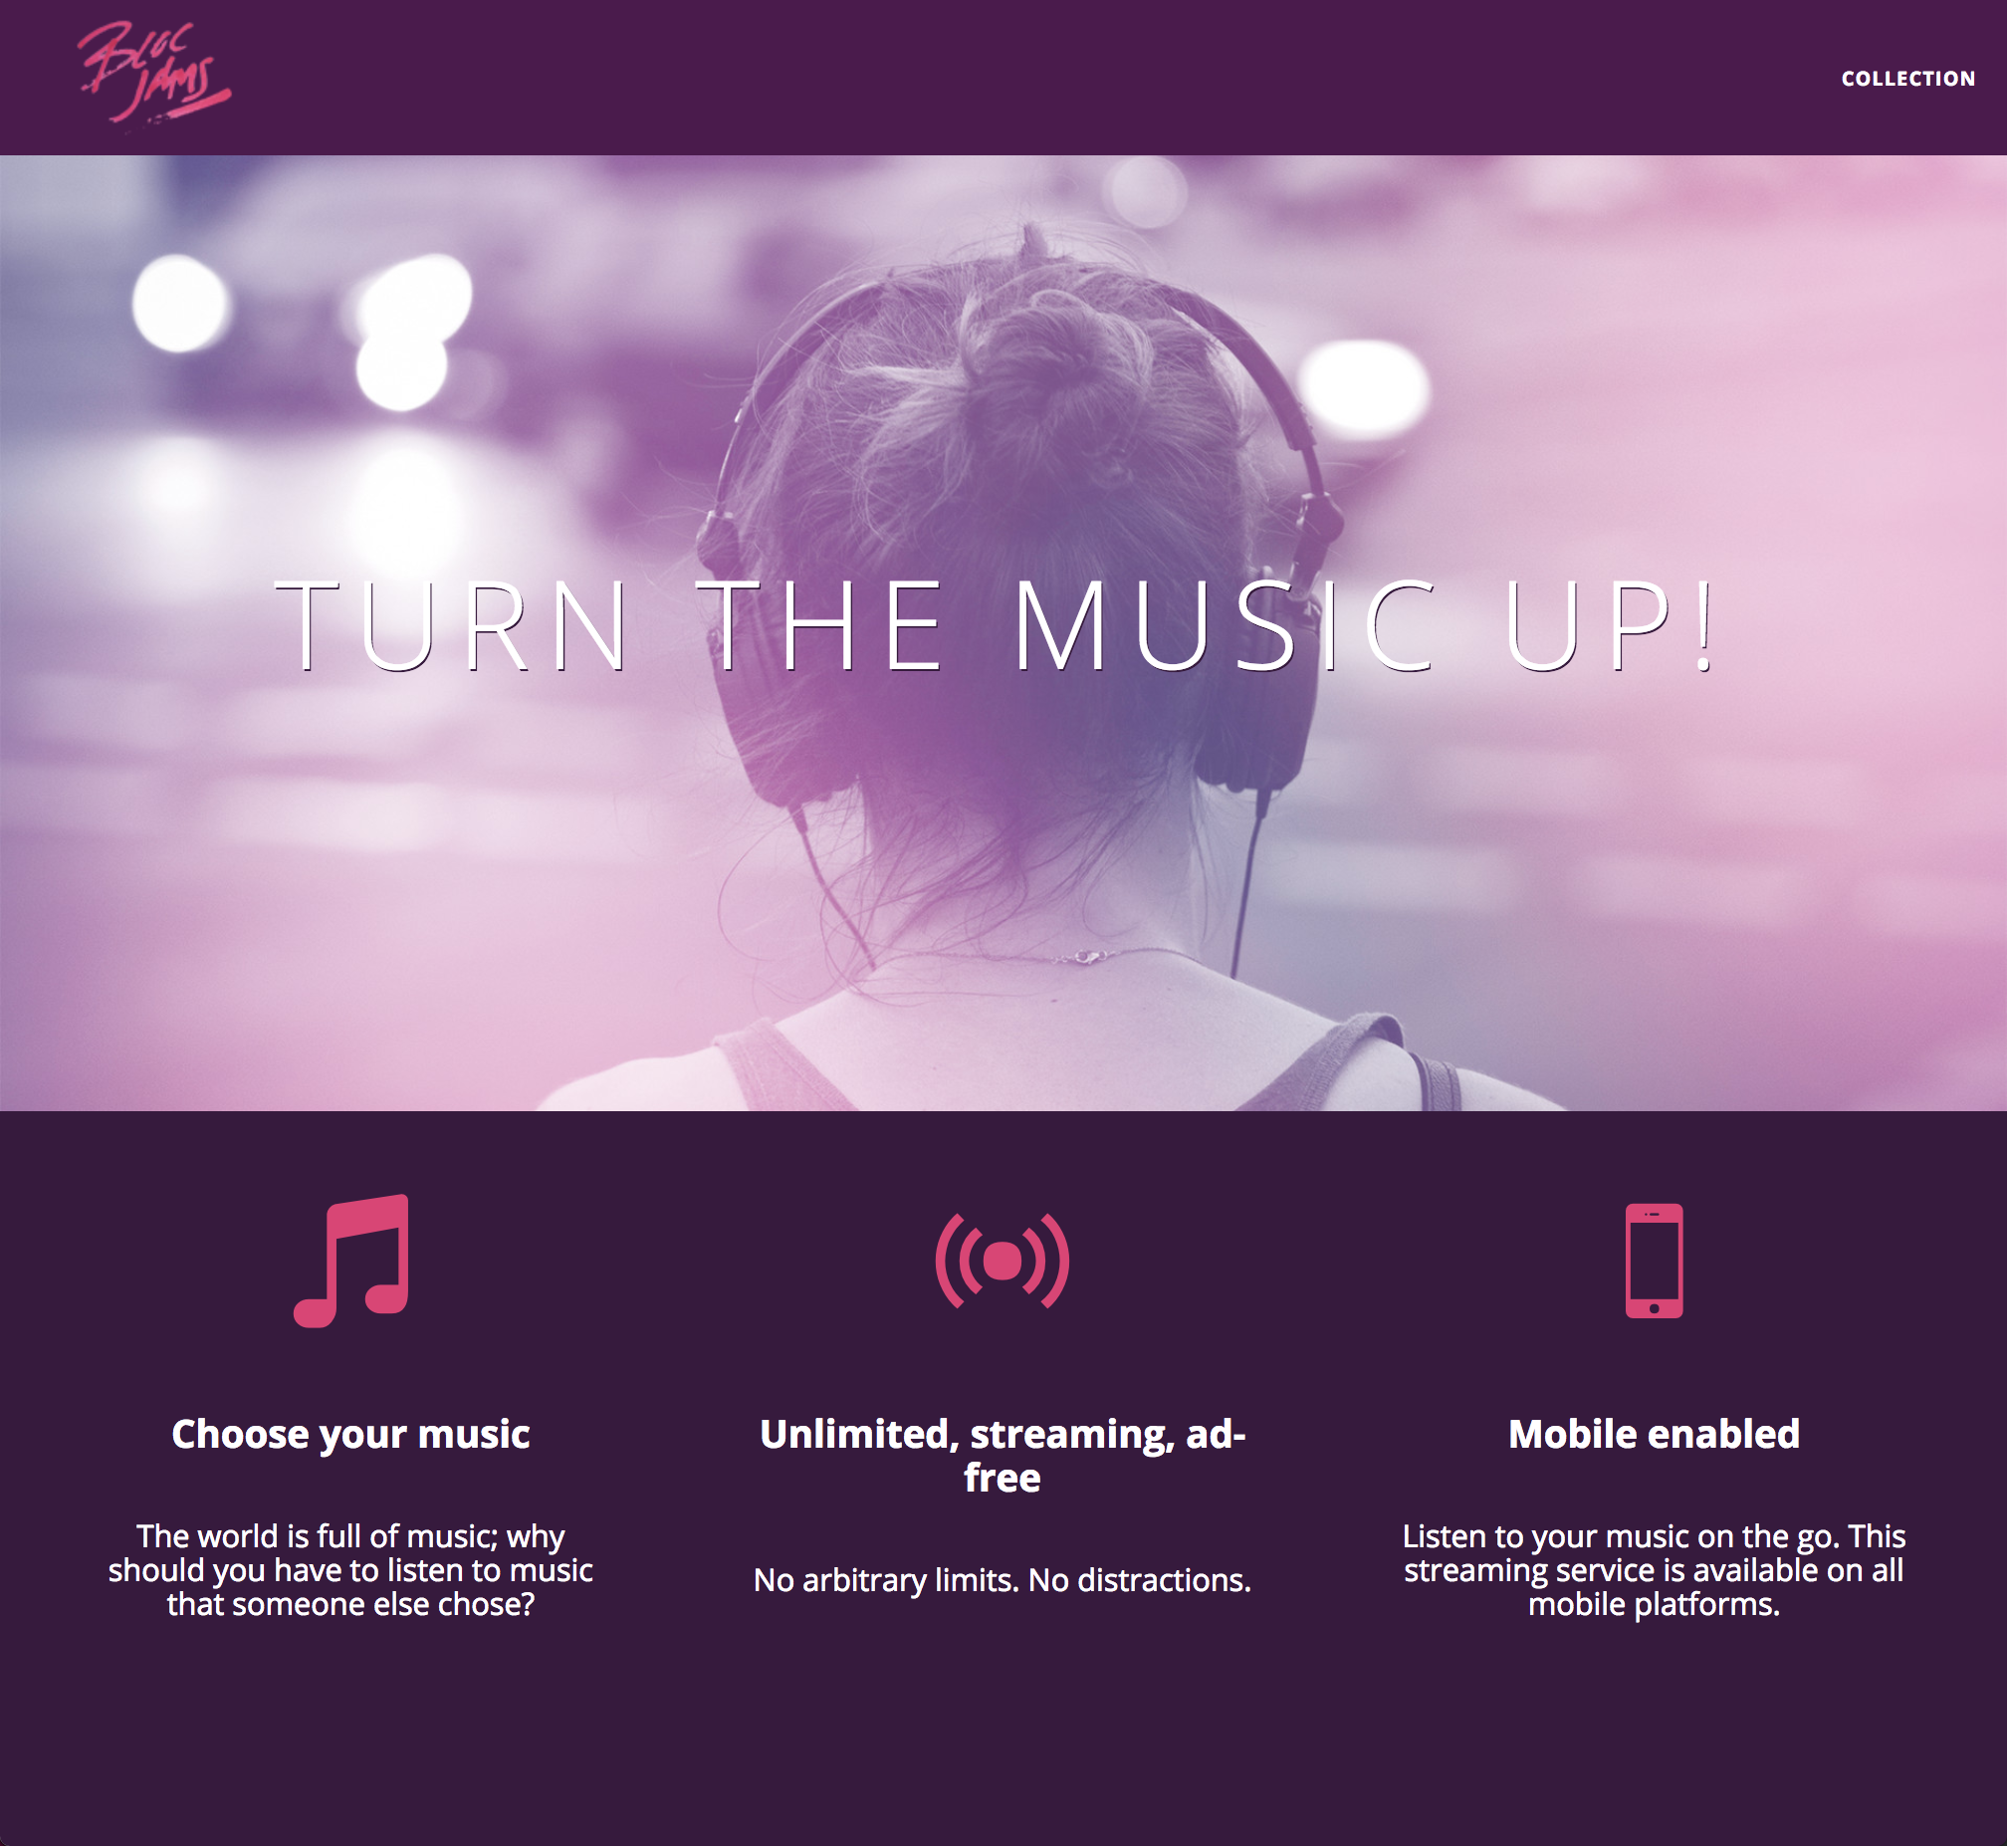 BLOC
JAMS
COLLECTION
TURN THE MUSIC UP!
Choose your music
The world is full of music; why
should you have to listen to music
that someone else chose?
Unlimited, streaming, ad-
free
No arbitrary limits. No distractions.
Mobile enabled
Listen to your music on the go. This
streaming service is available on all
mobile platforms.